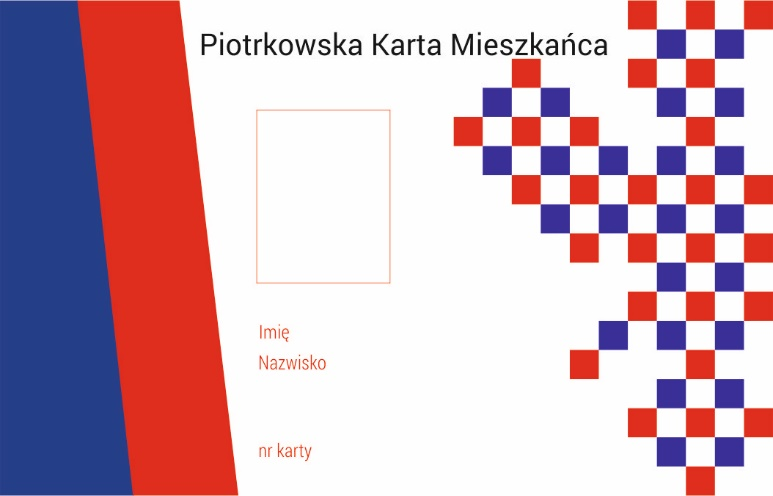 Piotrkowska Karta Mieszkańca
Imię
Nazwisko
nr karty